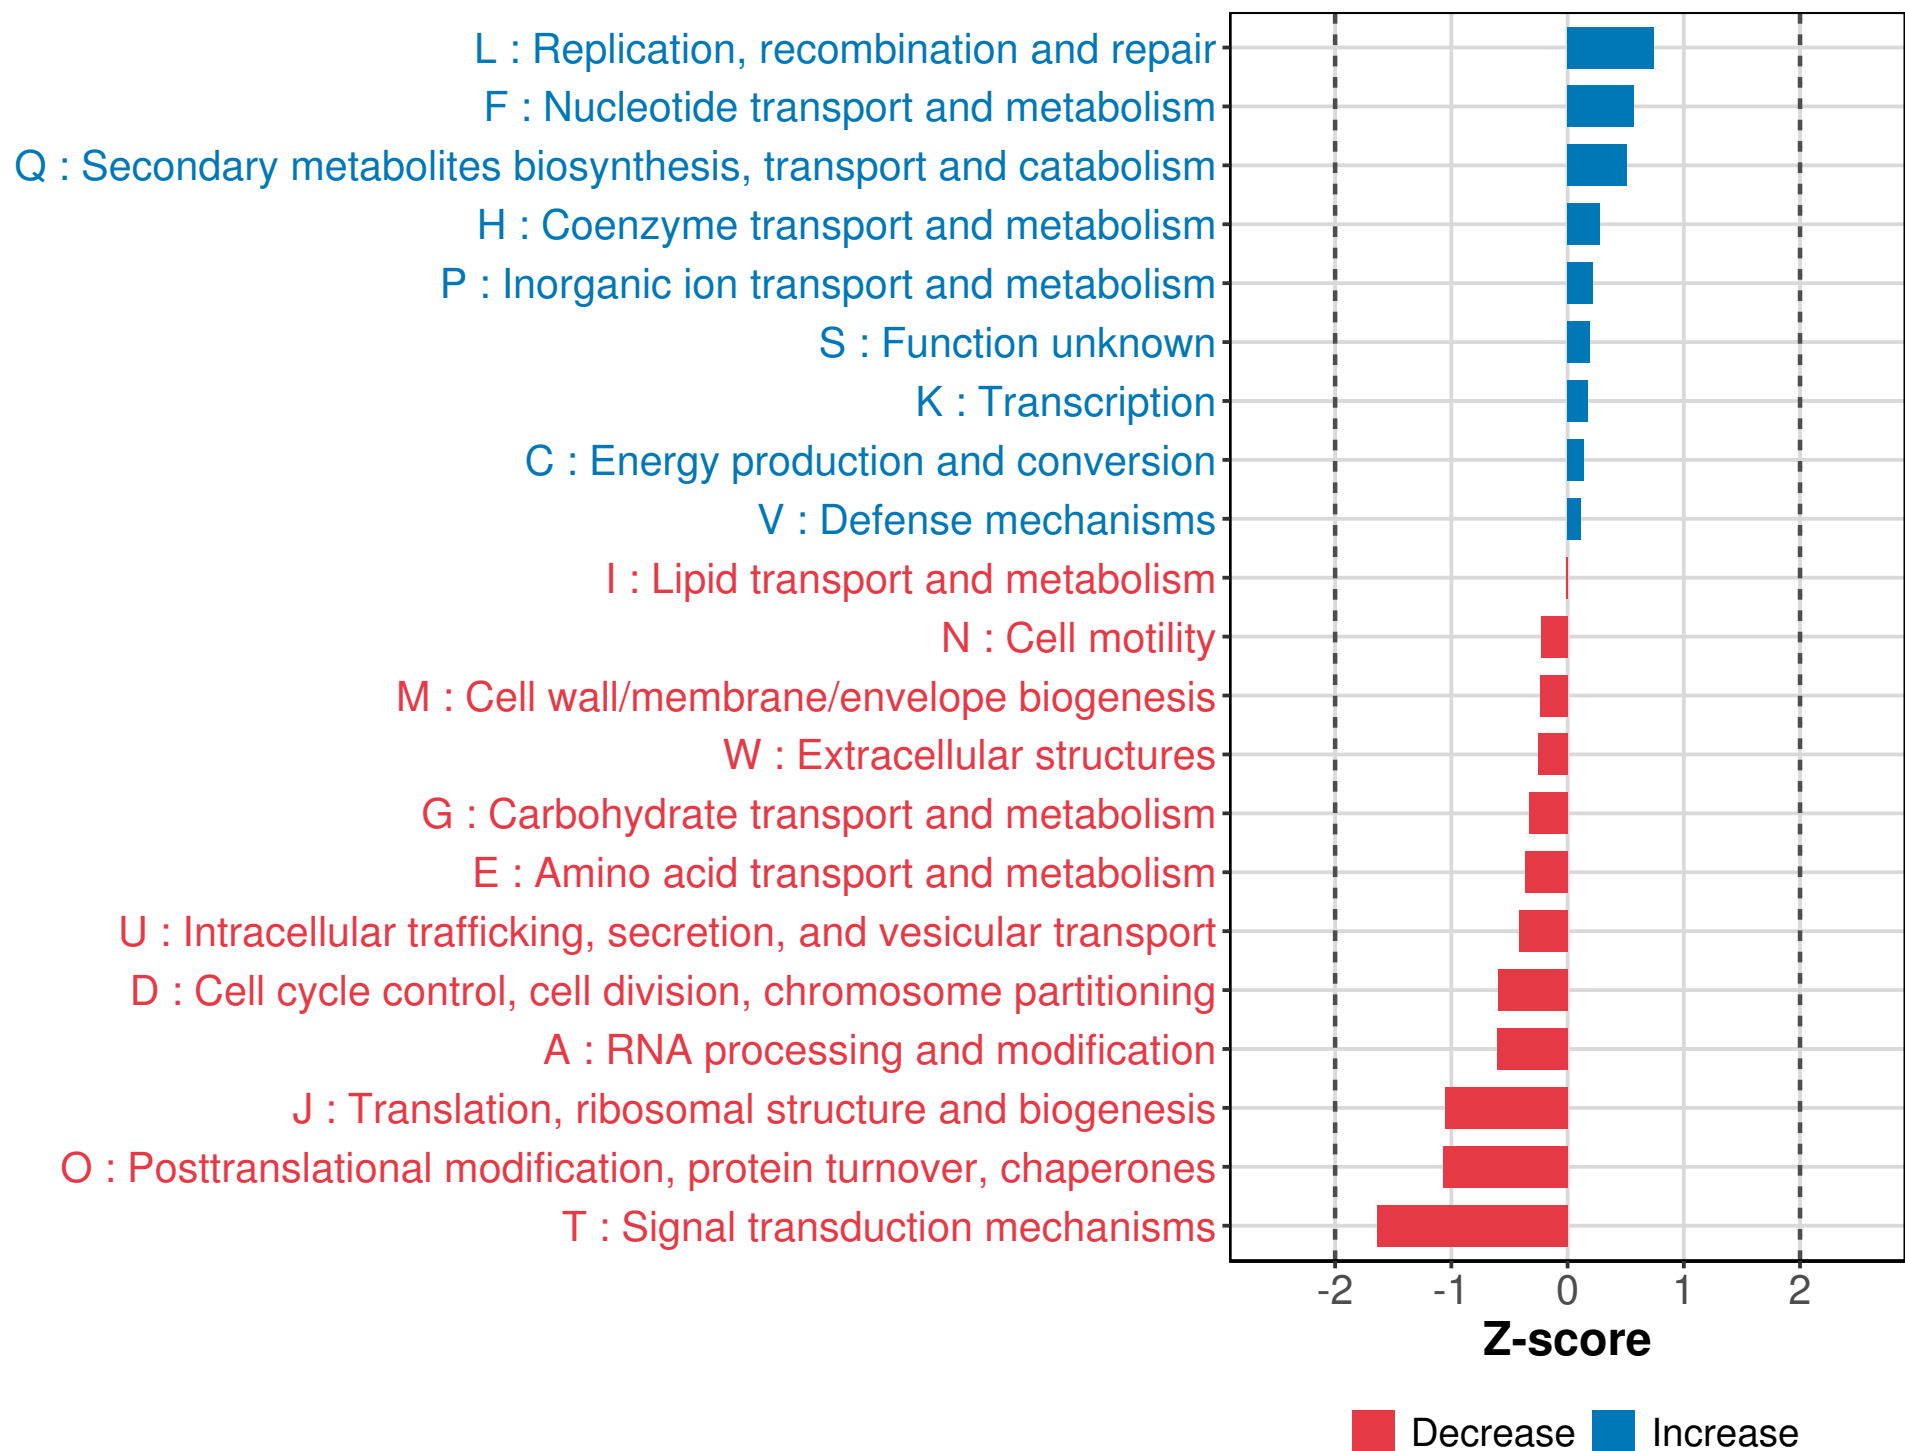 L : Replication, recombination and repair
F : Nucleotide transport and metabolism
Q : Secondary metabolites biosynthesis, transport and catabolism
H : Coenzyme transport and metabolism
P : Inorganic ion transport and metabolism
S : Function unknown
K : Transcription
C : Energy production and conversion
V : Defense mechanisms
I : Lipid transport and metabolism
N : Cell motility
M : Cell wall/membrane/envelope biogenesis
W : Extracellular structures
G : Carbohydrate transport and metabolism
E : Amino acid transport and metabolism
U : Intracellular trafficking, secretion, and vesicular transport
D : Cell cycle control, cell division, chromosome partitioning
A : RNA processing and modification
J : Translation, ribosomal structure and biogenesis
O : Posttranslational modification, protein turnover, chaperones
T : Signal transduction mechanisms
-2 -1 0 1 2
Z-score
Decrease Increase